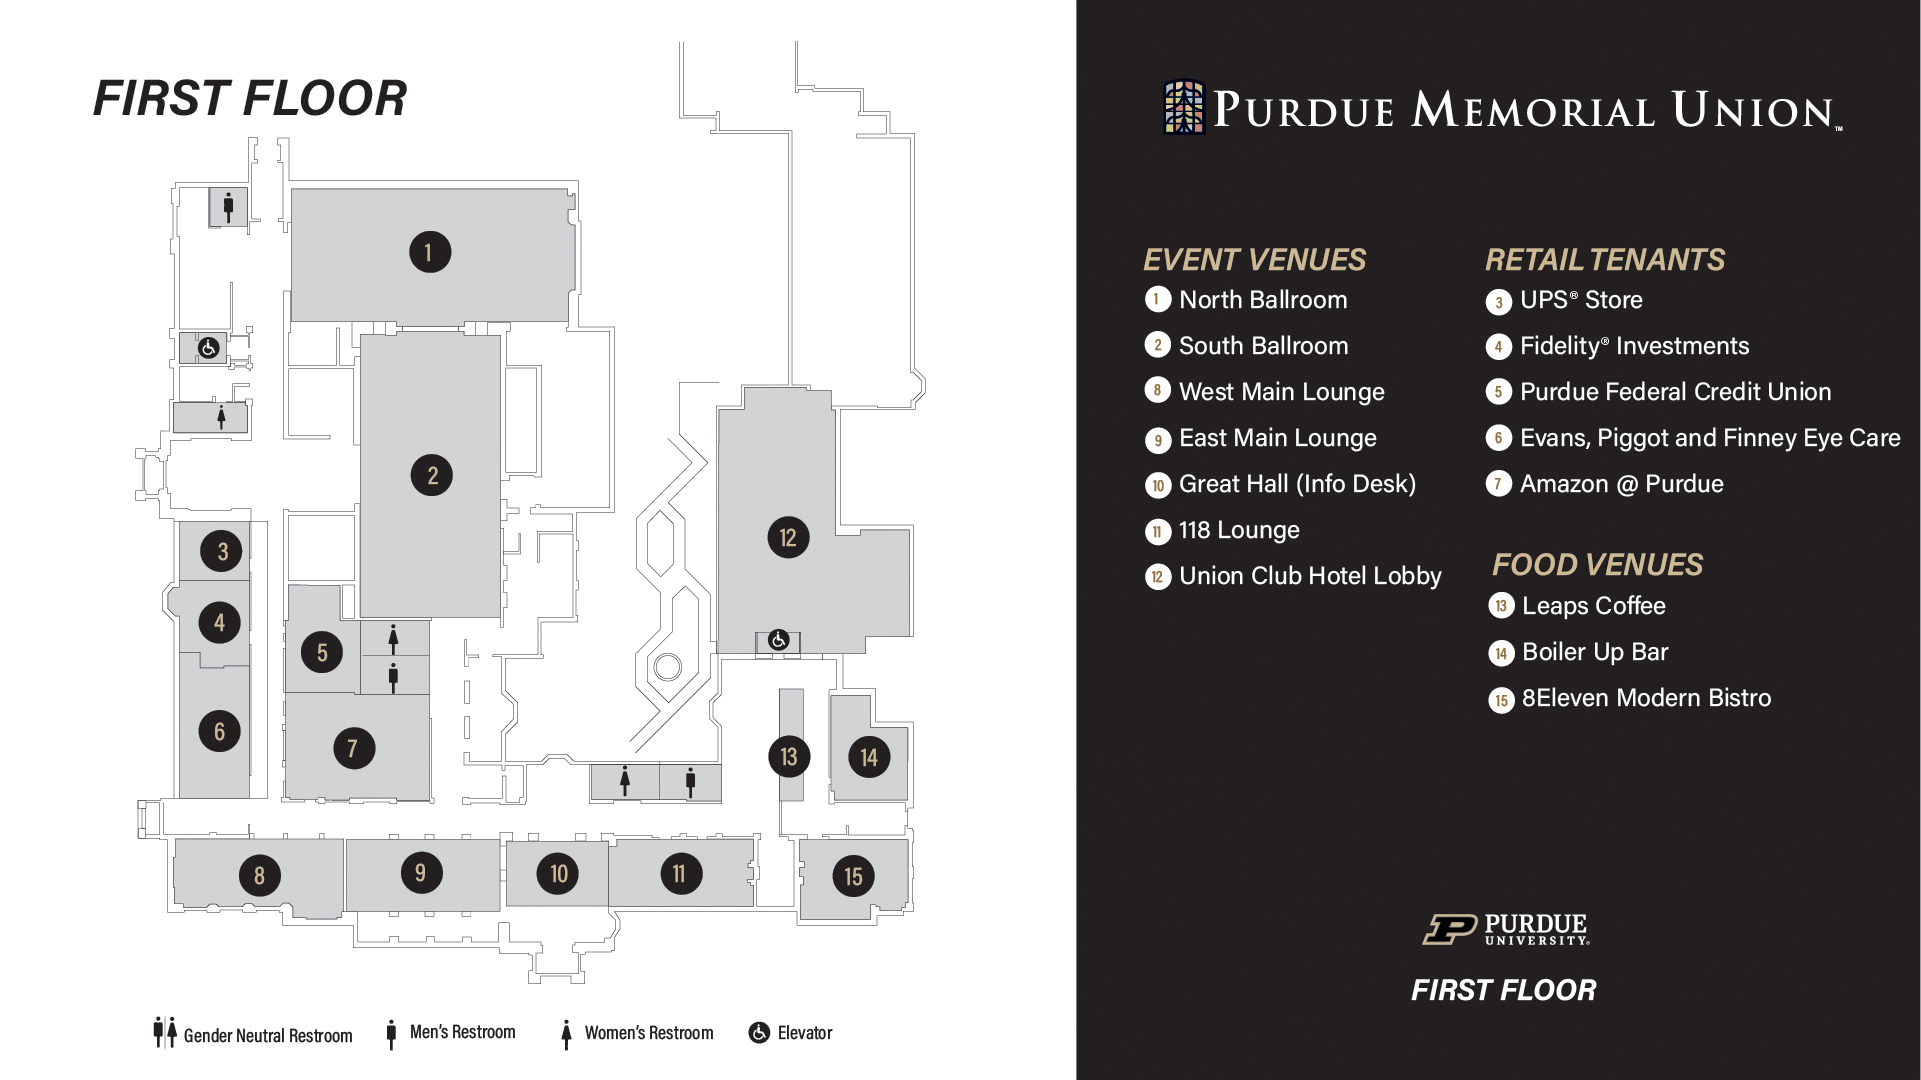 FIRST FLOOR
1
2
3
4
5
6
7
8
9
10
11
12
13
14
15
Gender Neutral Restroom
Men's Restroom
Women's Restroom
Elevator
PURDUE MEMORIAL UNION™
EVENT VENUES
1 North Ballroom
2 South Ballroom
8 West Main Lounge
9 East Main Lounge
10 Great Hall (Info Desk)
11 118 Lounge
12 Union Club Hotel Lobby
RETAIL TENANTS
3 UPS® Store
4 Fidelity® Investments
5 Purdue Federal Credit Union
6 Evans, Piggot and Finney Eye Care
7 Amazon @ Purdue
FOOD VENUES
13 Leaps Coffee
14 Boiler Up Bar
15 8Eleven Modern Bistro
P PURDUE
UNIVERSITY®
FIRST FLOOR